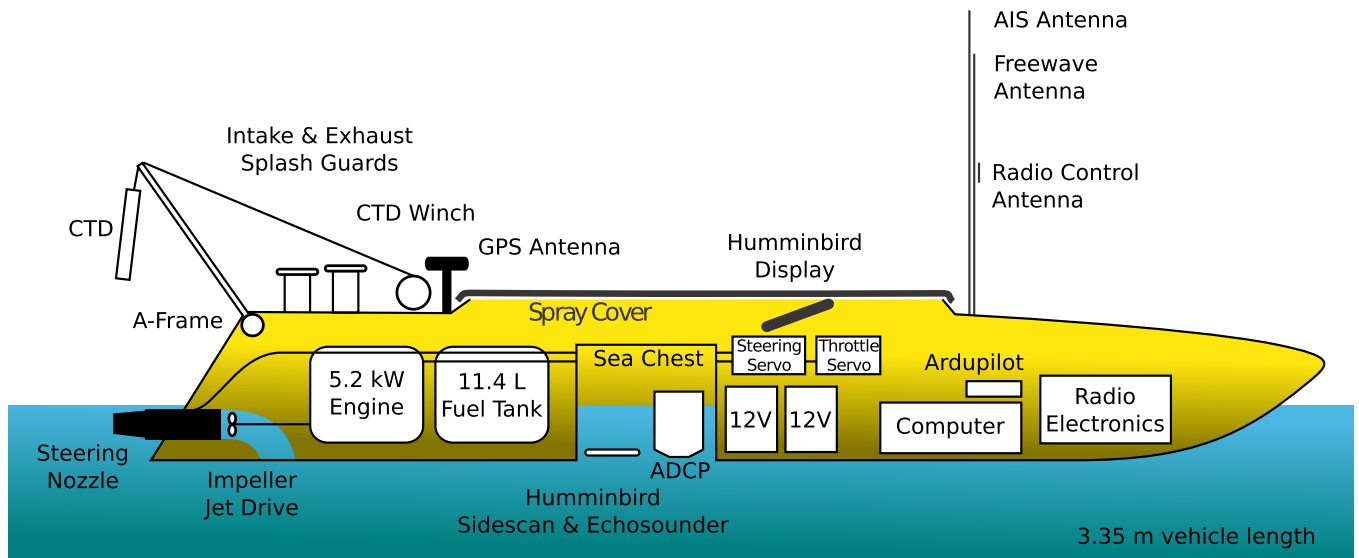 AIS Antenna
Freewave
Antenna
Intake & Exhaust
Splash Guards
Radio Control
Antenna
CTD
CTD Winch
GPS Antenna
Humminbird
Display
A-Frame
Spray Cover
Sea Chest
Steering
Servo
Throttle
Servo
Ardupilot
5.2 kW
Engine
11.4 L
Fuel Tank
12V
12V
Computer
Radio
Electronics
Steering
Nozzle
Impeller
Jet Drive
ADCP
Humminbird
Sidescan & Echosounder
3.35 m vehicle length